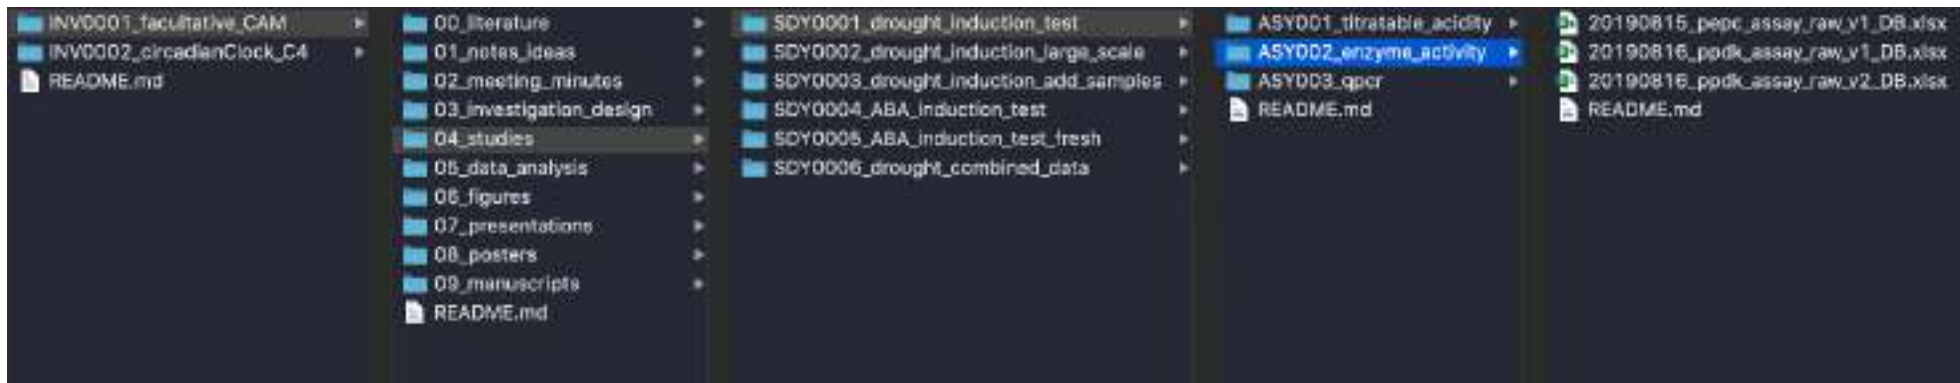 INV0001_facultative_CAM
INV0002_circadianClock_C4
README.md
00_literature
01_notes_ideas
02_meeting_minutes
03_investigation_design
04_studies
05_data_analysis
06_figures
07_presentations
08_posters
09_manuscripts
README.md
SDY0001_drought_induction_test
SDY0002_drought_induction_large_scale
SDY0003_drought_induction_add_samples
SDY0004_ABA_induction_test
SDY0005_ABA_induction_test_fresh
SDY0006_drought_combined_data
ASY001_titratable_acidity
ASY002_enzyme_activity
ASY003_qpcr
README.md
20190815_pepc_assay_raw_v1_DB.xlsx
20190816_ppdk_assay_raw_v1_DB.xlsx
20190816_ppdk_assay_raw_v2_DB.xlsx
README.md